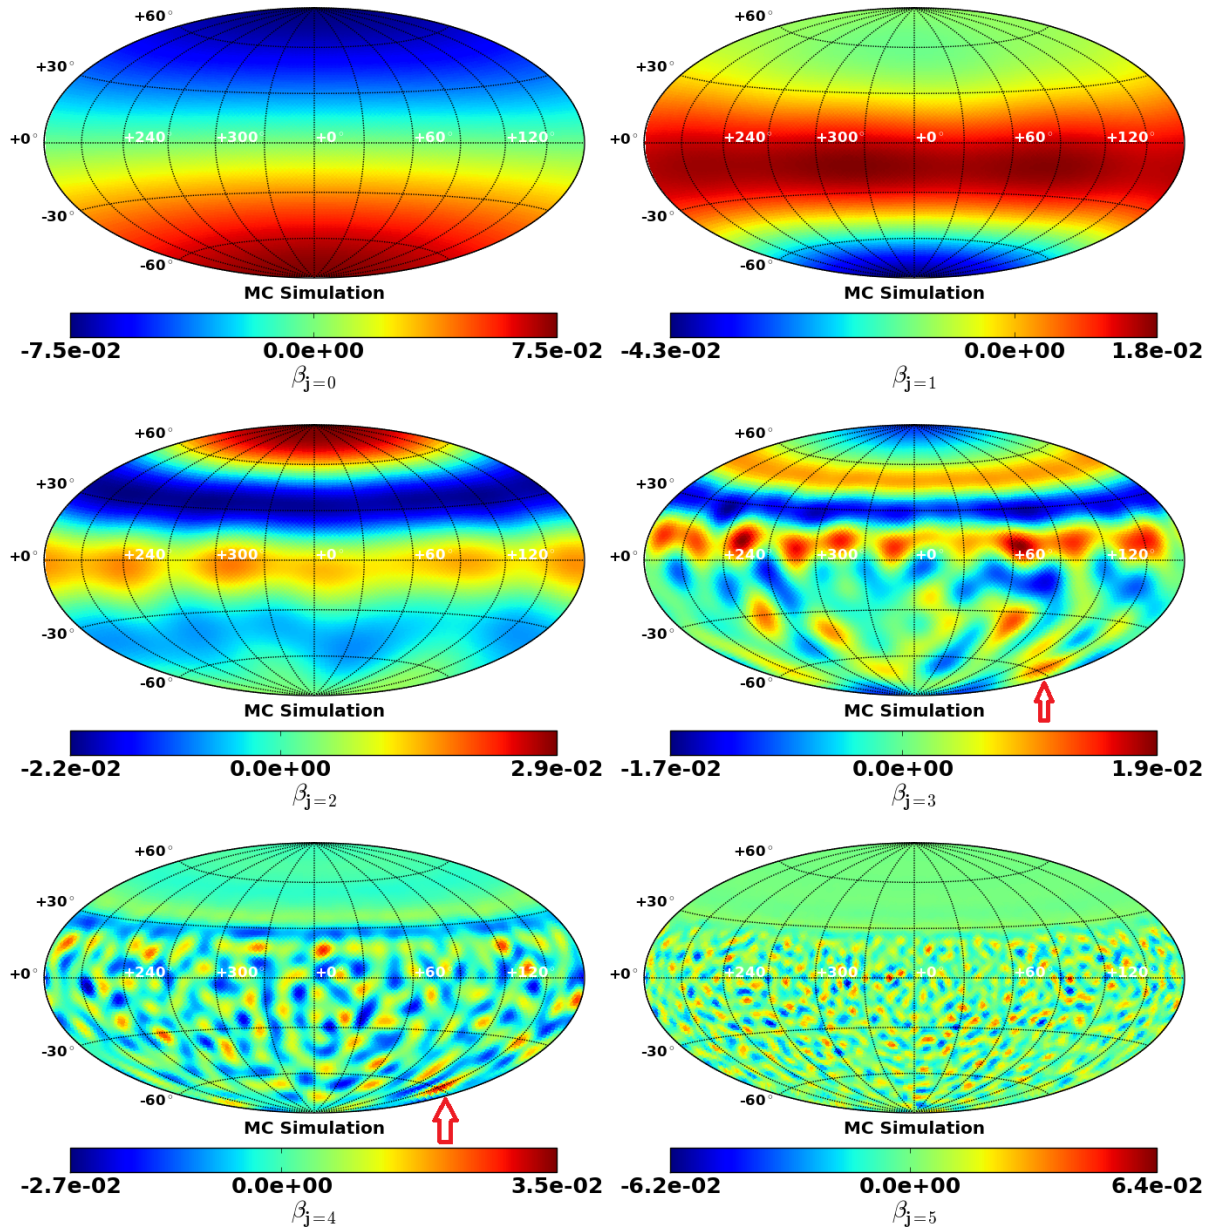 +60° +60°
+30° +30°
+0° +240° +300° +0° +60° +120° +0° +240° +300° +0° +60° +120°
-30° -30°
-60° -60°
MC Simulation MC Simulation
-7.5e-02 0.0e+00 7.5e-02 -4.3e-02 0.0e+00 1.8e-02
β_{j=0} β_{j=1}
+60° +60°
+30° +30°
+0° +240° +300° +0° +60° +120° +0° +240° +300° +0° +60° +120°
-30° -30°
-60° -60°
MC Simulation MC Simulation
-2.2e-02 0.0e+00 2.9e-02 -1.7e-02 0.0e+00 1.9e-02
β_{j=2} β_{j=3}
+60° +60°
+30° +30°
+0° +240° +300° +0° +60° +120° +0° +240° +300° +0° +60° +120°
-30° -30°
-60° -60°
MC Simulation MC Simulation
-2.7e-02 0.0e+00 3.5e-02 -6.2e-02 0.0e+00 6.4e-02
β_{j=4} β_{j=5}